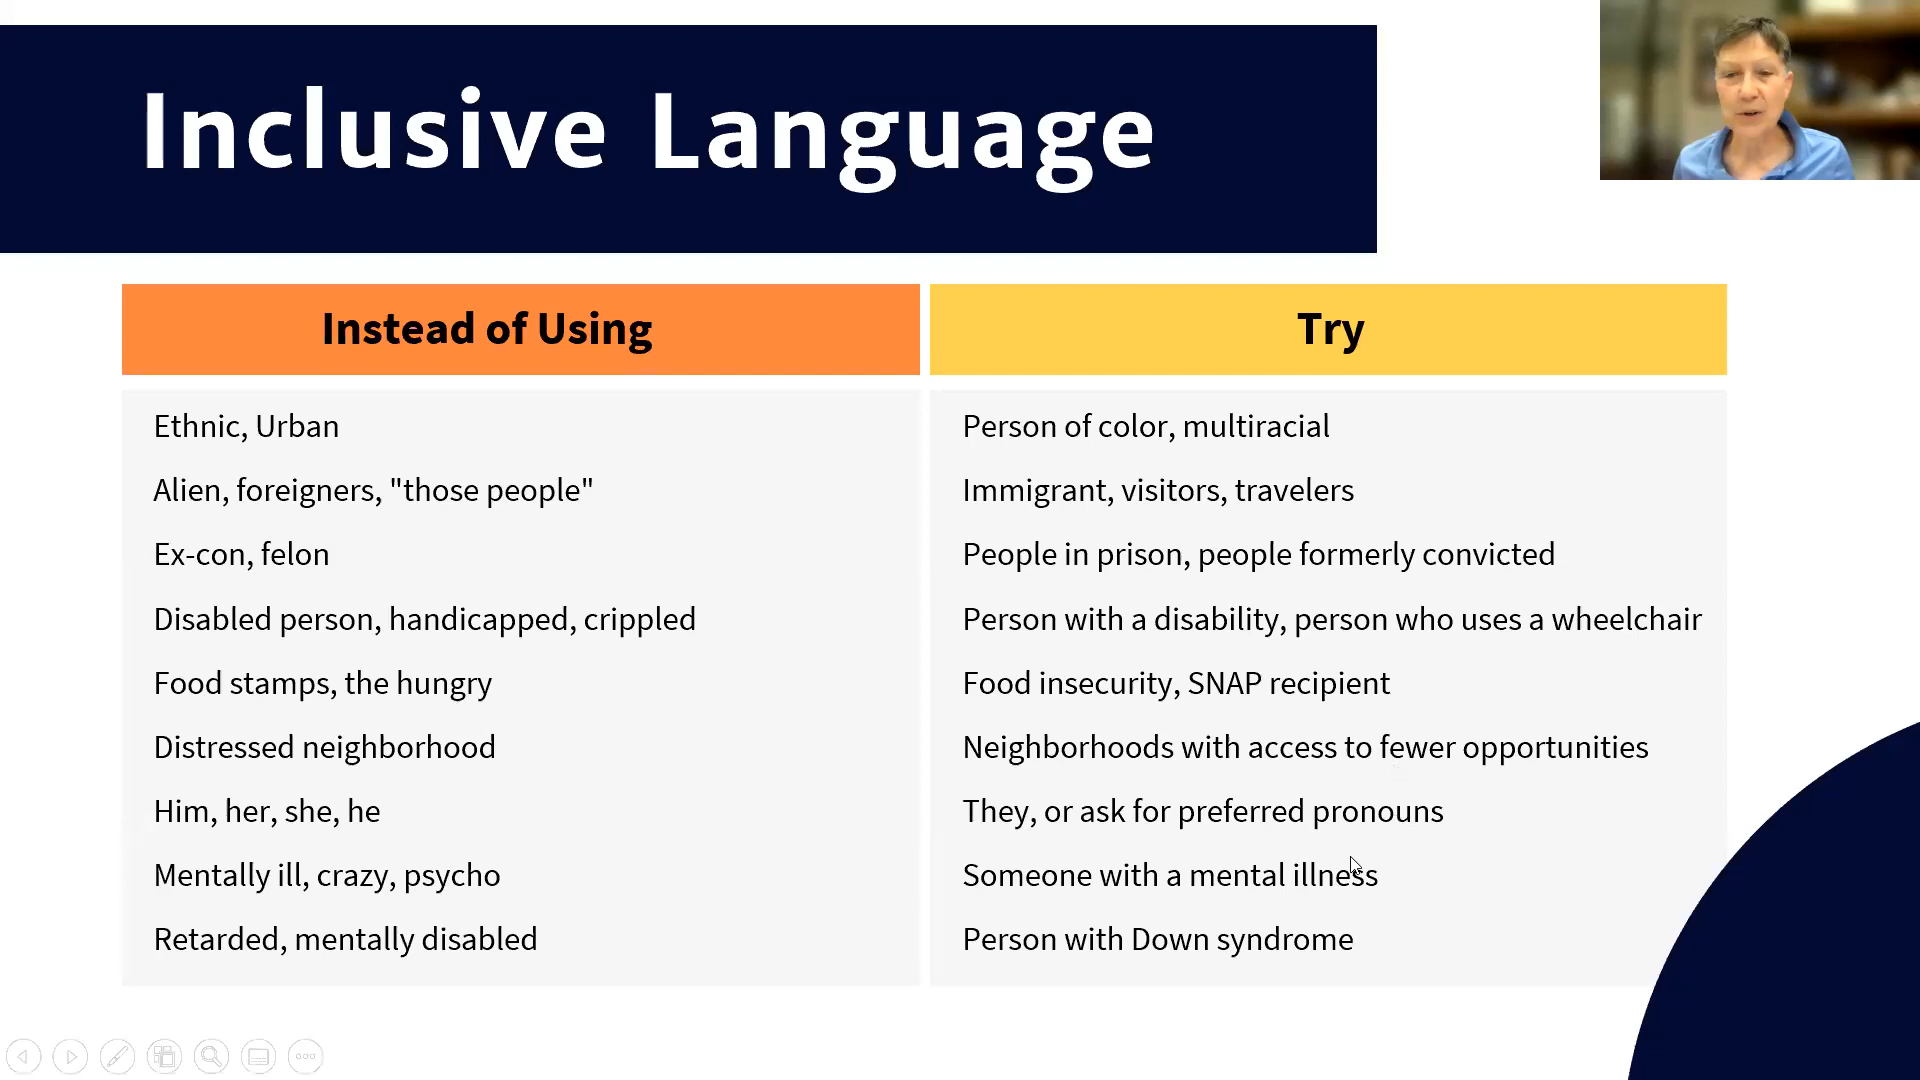 Inclusive Language
Instead of Using
Try
Ethnic, Urban
Person of color, multiracial
Alien, foreigners, "those people"
Immigrant, visitors, travelers
Ex-con, felon
People in prison, people formerly convicted
Disabled person, handicapped, crippled
Person with a disability, person who uses a wheelchair
Food stamps, the hungry
Food insecurity, SNAP recipient
Distressed neighborhood
Neighborhoods with access to fewer opportunities
Him, her, she, he
They, or ask for preferred pronouns
Mentally ill, crazy, psycho
Someone with a mental illness
Retarded, mentally disabled
Person with Down syndrome